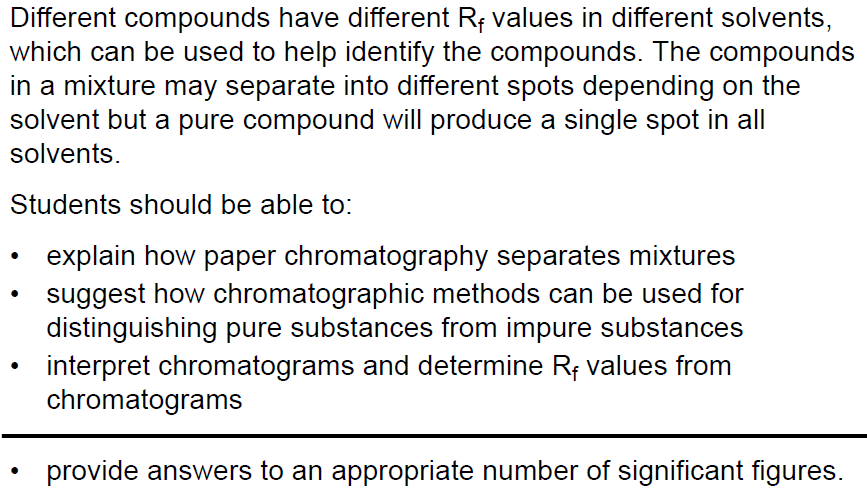 Different compounds have different Rf values in different solvents,
which can be used to help identify the compounds. The compounds
in a mixture may separate into different spots depending on the
solvent but a pure compound will produce a single spot in all
solvents.
Students should be able to:
• explain how paper chromatography separates mixtures
• suggest how chromatographic methods can be used for
distinguishing pure substances from impure substances
• interpret chromatograms and determine Rf values from
chromatograms
• provide answers to an appropriate number of significant figures.